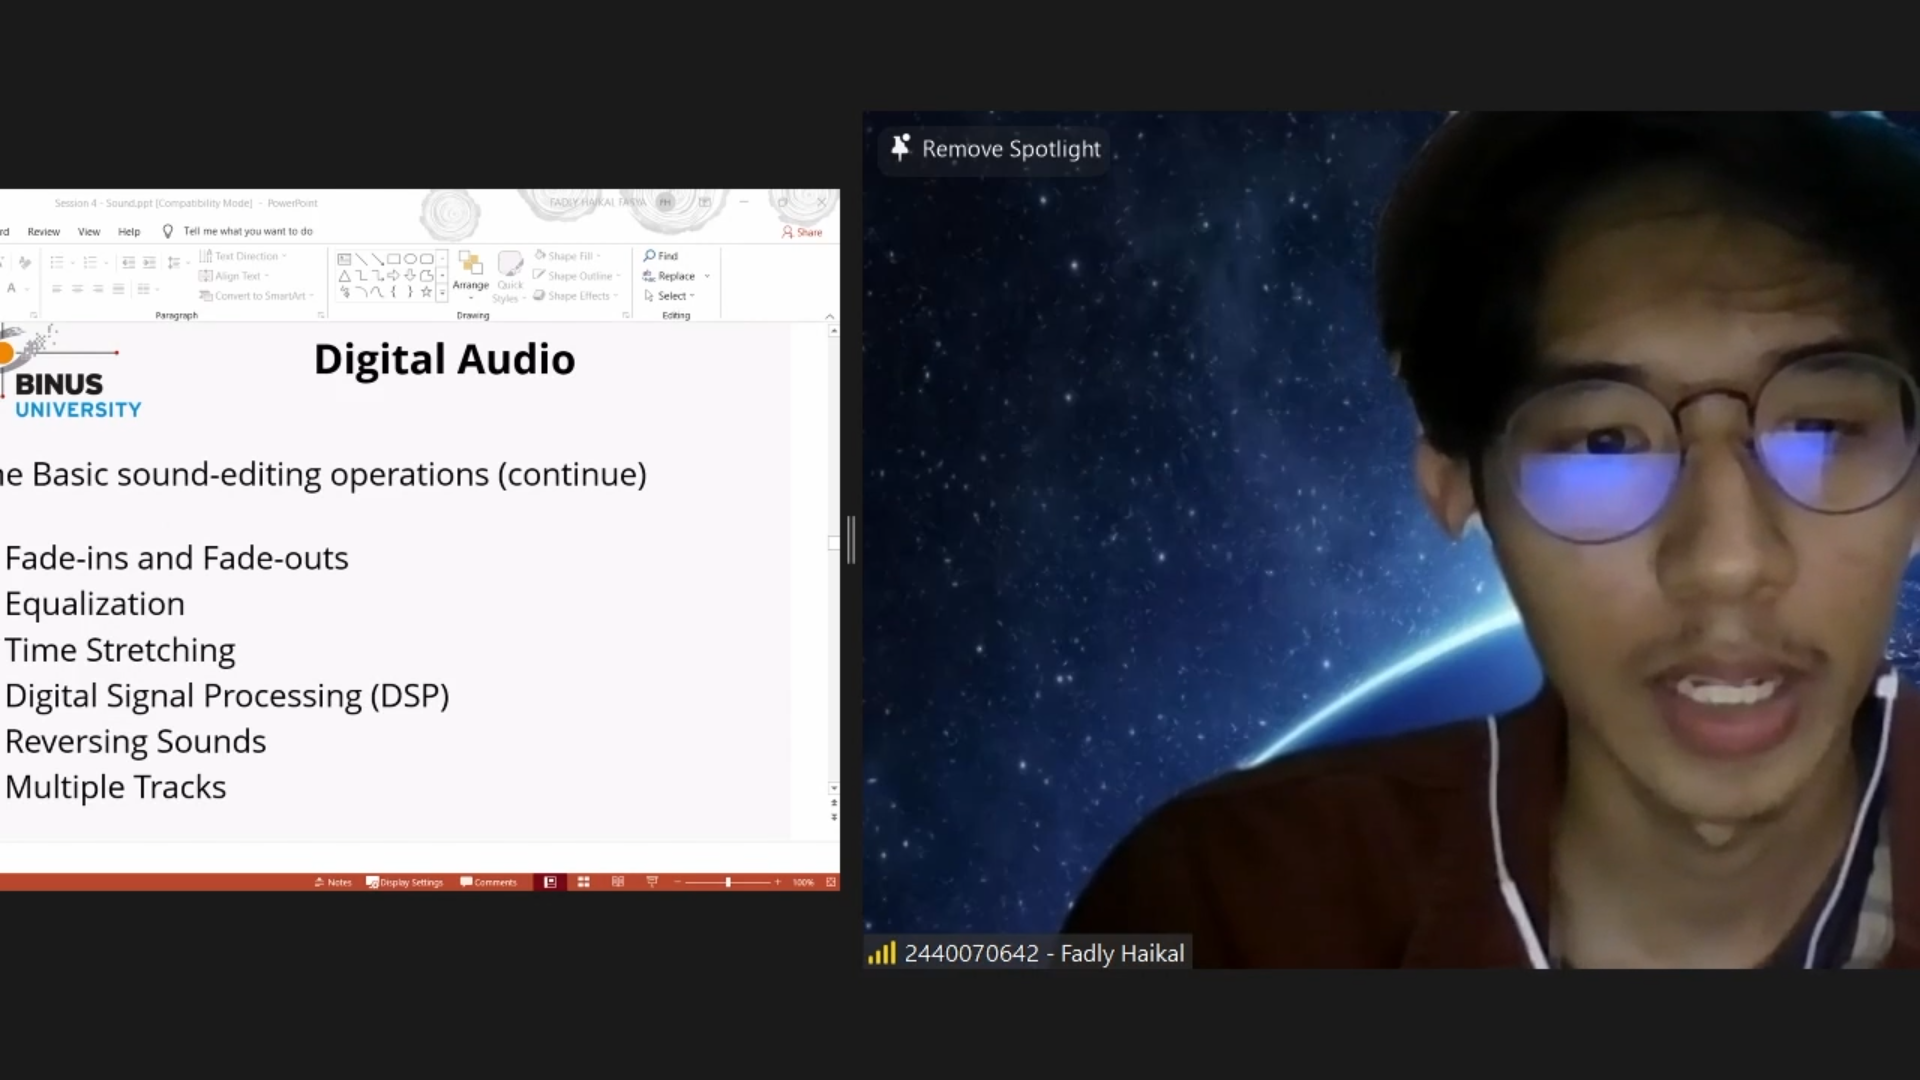 Session 4 - Sound.ppt [Compatibility Mode] - PowerPoint
FADLY HAIKAL TASYA
FH
Review View Help Tell me what you want to do
Share
Text Direction
Align Text
Convert to SmartArt
Paragraph
Arrange
Quick Styles
Shape Fill
Shape Outline
Shape Effects
Drawing
Find
Replace
Select
Editing
BINUS
UNIVERSITY
Digital Audio
he Basic sound-editing operations (continue)
Fade-ins and Fade-outs
Equalization
Time Stretching
Digital Signal Processing (DSP)
Reversing Sounds
Multiple Tracks
Notes Display Settings Comments 100%
Remove Spotlight
2440070642 - Fadly Haikal